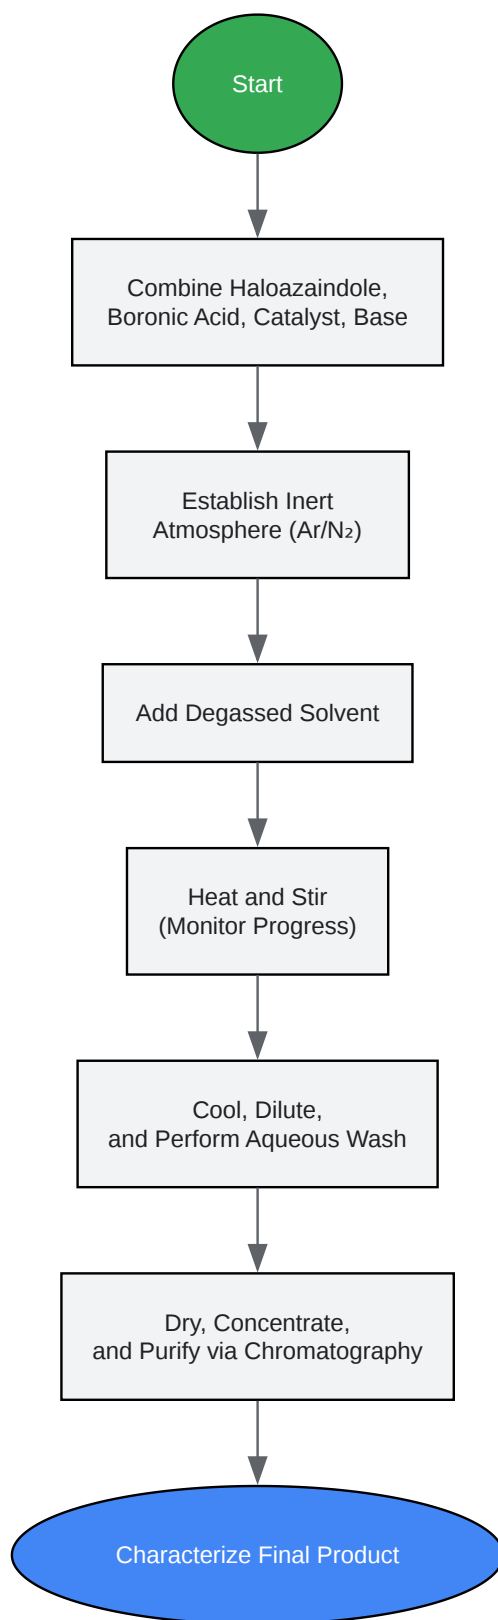 Start
Combine Haloazaindole,
Boronic Acid, Catalyst, Base
Establish Inert
Atmosphere (Ar/N₂)
Add Degassed Solvent
Heat and Stir
(Monitor Progress)
Cool, Dilute,
and Perform Aqueous Wash
Dry, Concentrate,
and Purify via Chromatography
Characterize Final Product